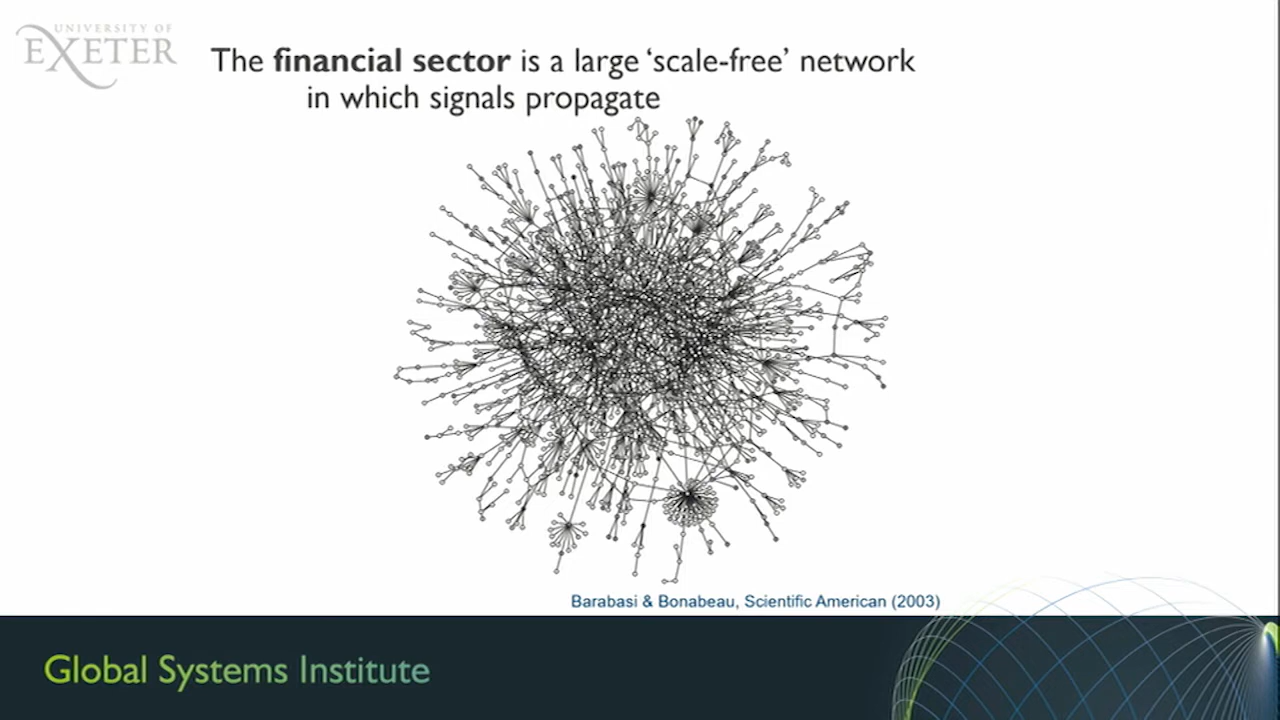 UNIVERSITY OF
EXETER
The financial sector is a large ‘scale-free’ network
in which signals propagate
Barabasi & Bonabeau, Scientific American (2003)
Global Systems Institute